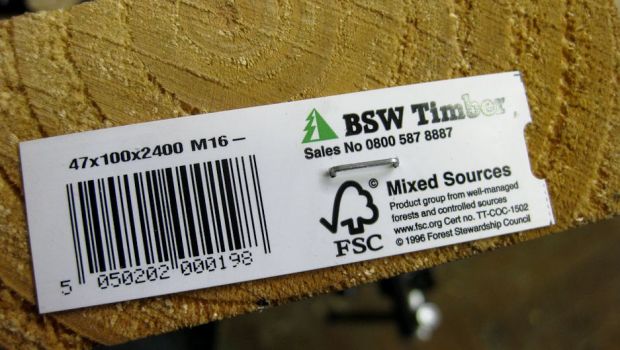 BSW Timber
Sales No 0800 587 8887
47x100x2400 M16 –
5 050202 000198
FSC
©
Mixed Sources
Product group from well-managed
forests and controlled sources
www.fsc.org Cert no. TT-COC-1502
© 1996 Forest Stewardship Council